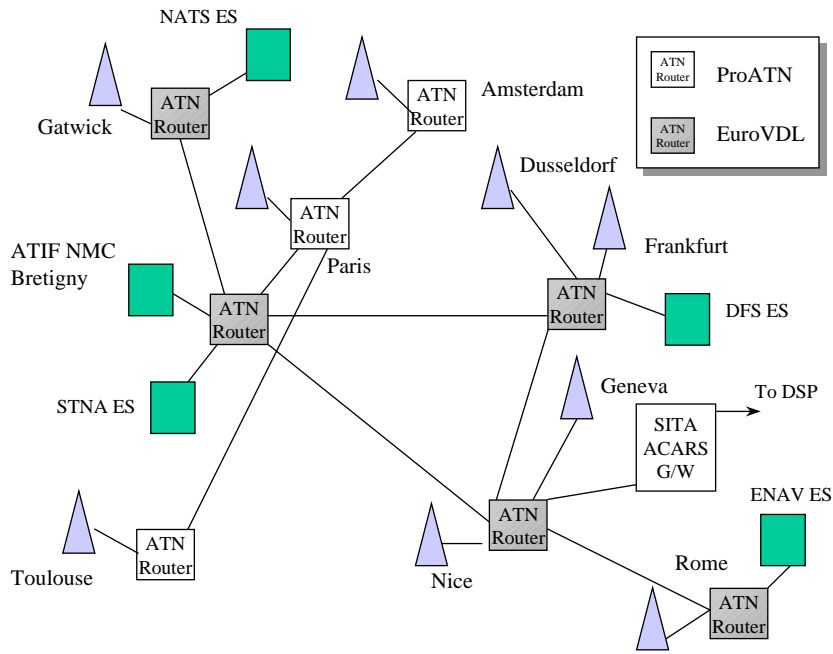 NATS ES
Gatwick
ATN
Router
ATN
Router
Amsterdam
ATN
Router
ProATN
ATN
Router
EuroVDL
ATN
Router
Paris
Dusseldorf
Frankfurt
ATIF NMC
Bretigny
ATN
Router
ATN
Router
DFS ES
STNA ES
Geneva
To DSP
SITA
ACARS
G/W
ENAV ES
Toulouse
ATN
Router
Nice
ATN
Router
Rome
ATN
Router